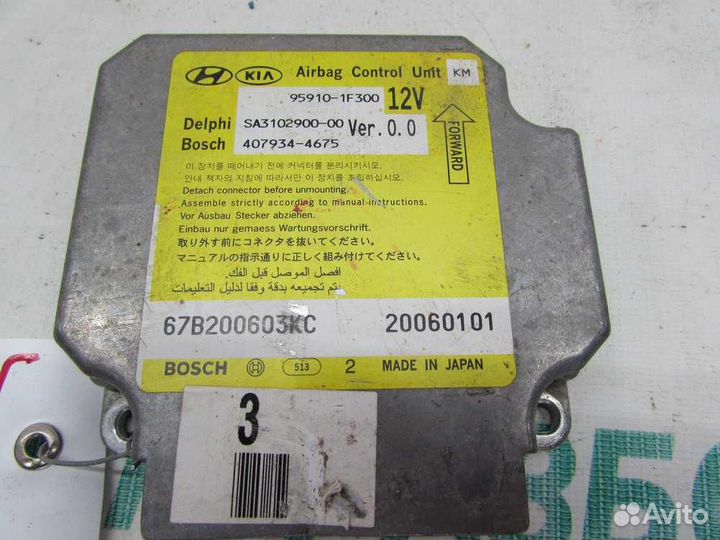 HYUNDAI KIA Airbag Control Unit KM
95910-1F300 12V
Delphi SA3102900-00 Ver.0.0
Bosch 407934-4675
FORWARD
이 장치를 떼어내기 전에 커넥터를 분리시키시오.
안내 책자의 지침에 따라서만 이 장치를 조립하십시오.
Detach connector before unmounting.
Assemble strictly according to manual instructions.
Vor Ausbau Stecker abziehen.
Einbau nur gemaess Wartungsvorschrift.
取り外す前にコネクタを抜いてください。
マニュアルの指示通りに正しく組み付けてください。
افصل الموصل قبل الفك.
يتم تجميعه بدقة وفقا لدليل التعليمات.
67B200603KC 20060101
BOSCH 513 2 MADE IN JAPAN
3
Avito